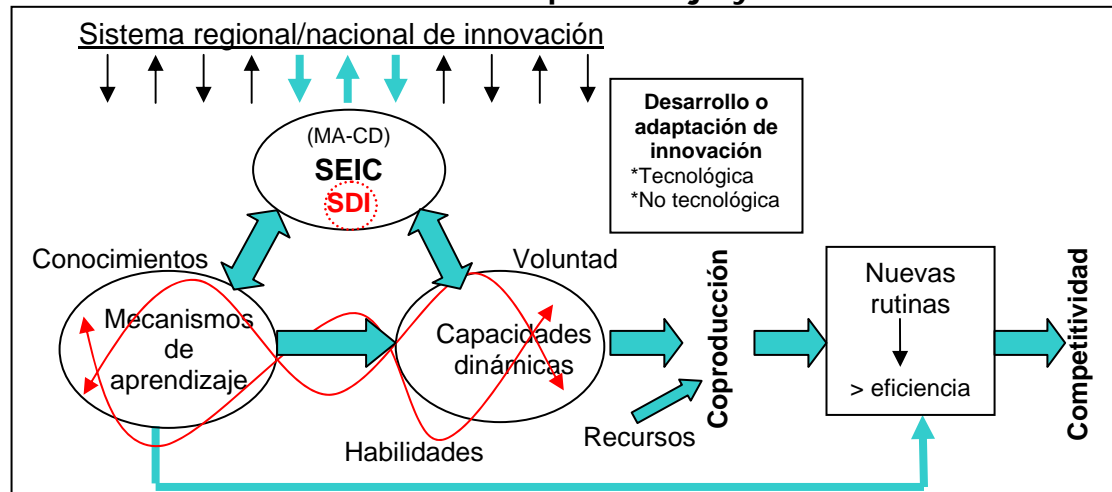 Sistema regional/nacional de innovación
(MA-CD)
SEIC
SDI
Desarrollo o
adaptación de
innovación
*Tecnológica
*No tecnológica
Conocimientos
Voluntad
Mecanismos
de
aprendizaje
Capacidades
dinámicas
Habilidades
Recursos
Coproducción
Nuevas
rutinas
> eficiencia
Competitividad